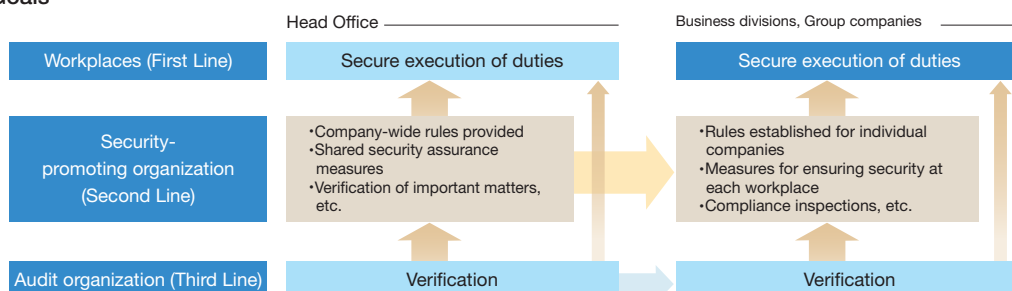 Head Office
Business divisions, Group companies
Workplaces (First Line)
Secure execution of duties
Secure execution of duties
Security-
promoting organization
(Second Line)
•Company-wide rules provided
•Shared security assurance
measures
•Verification of important matters,
etc.
•Rules established for individual
companies
•Measures for ensuring security at
each workplace
•Compliance inspections, etc.
Audit organization (Third Line)
Verification
Verification